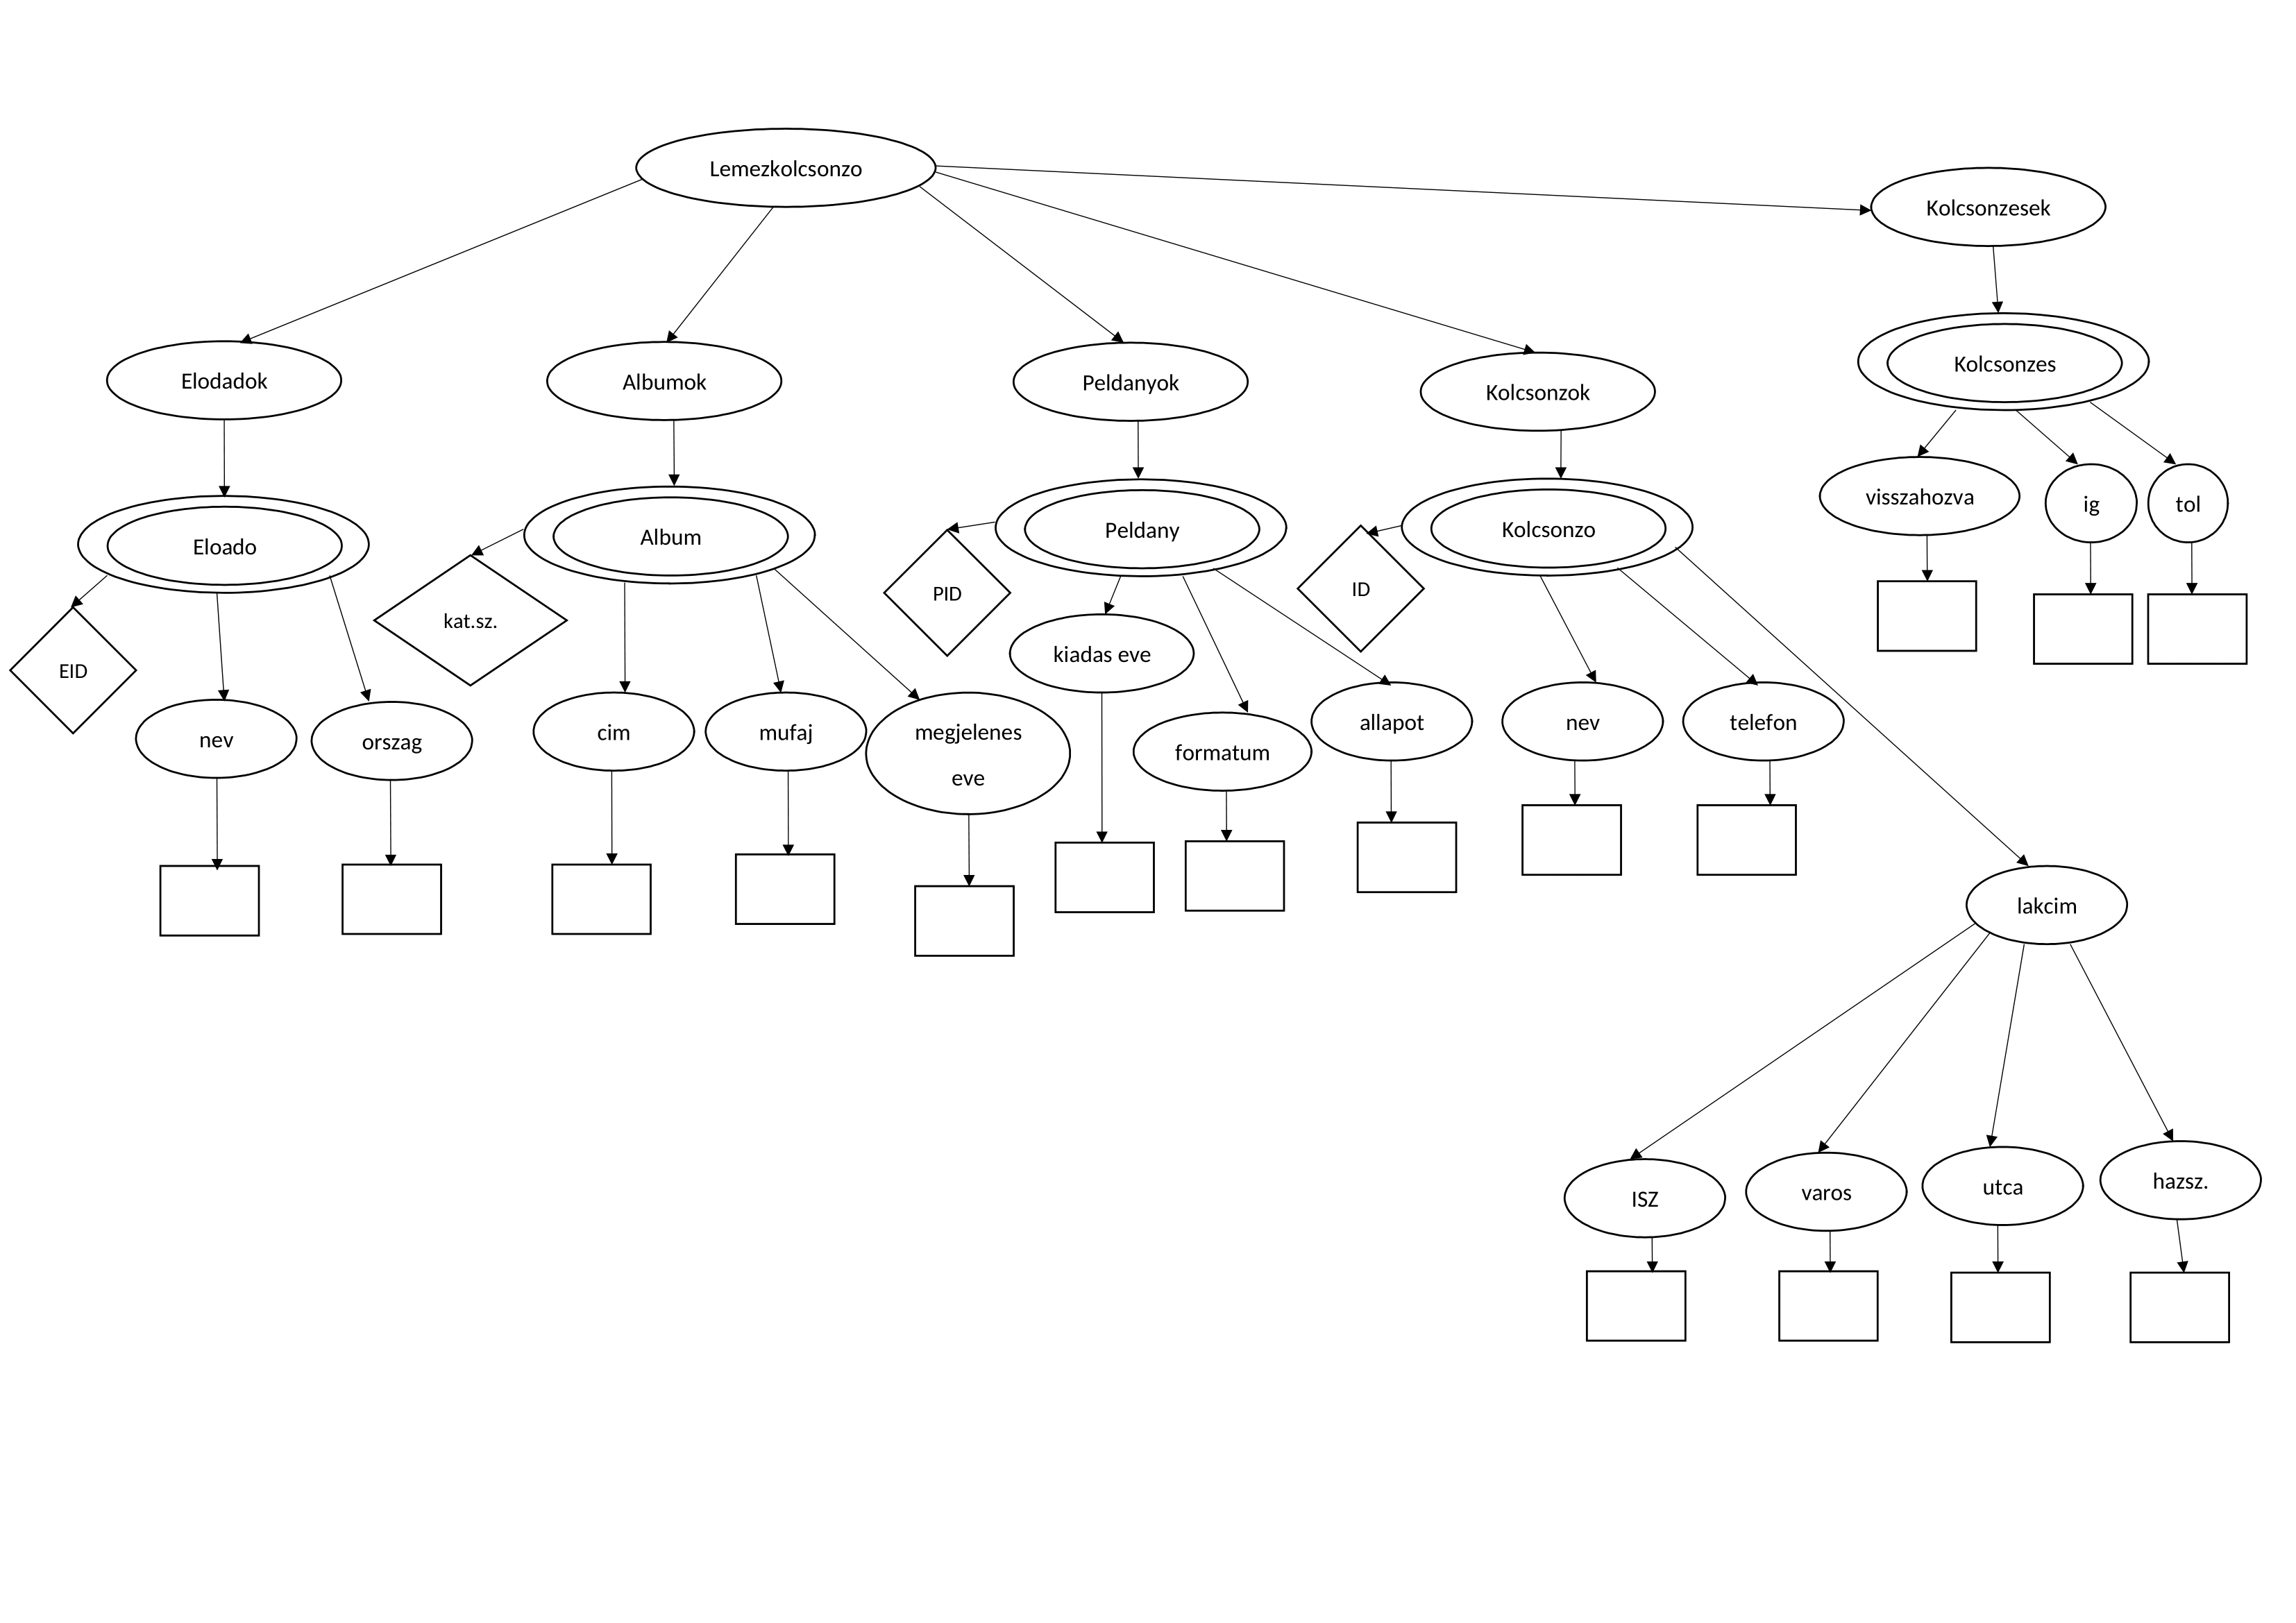 Lemezkolcsonzo
Kolcsonzesek
Elodadok
Albumok
Peldanyok
Kolcsonzok
Kolcsonzes
Eloado
Album
Peldany
Kolcsonzo
visszahozva
ig
tol
EID
kat.sz.
PID
ID
kiadas eve
nev
orszag
cim
mufaj
megjelenes
eve
formatum
allapot
nev
telefon
lakcim
ISZ
varos
utca
hazsz.